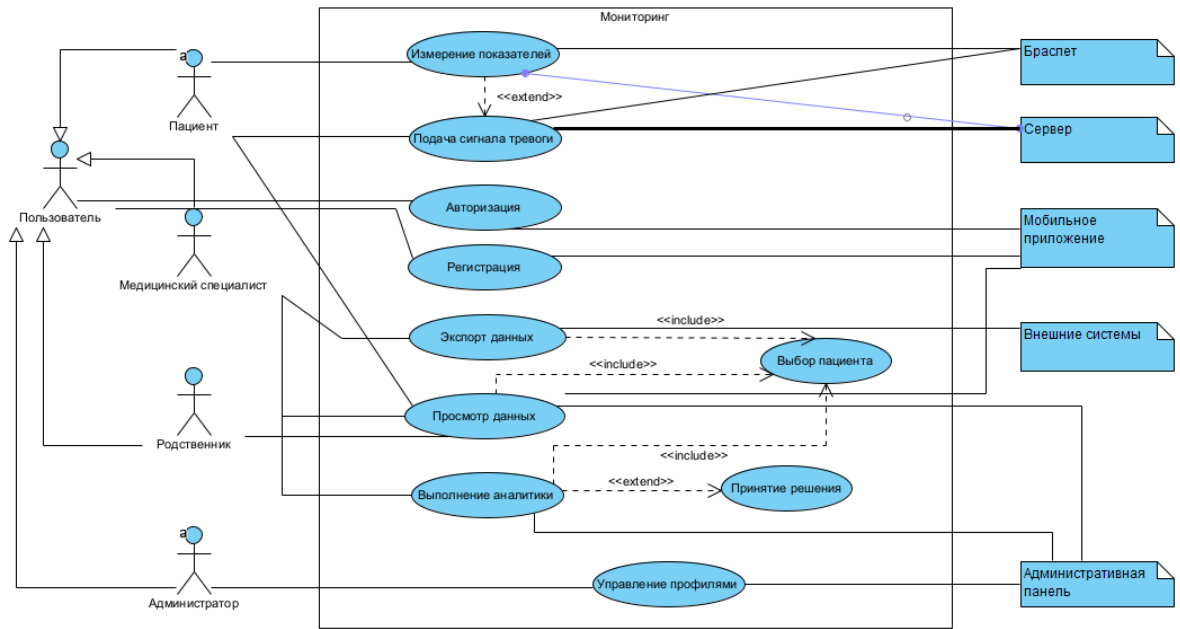 Мониторинг
a
Пациент
Измерение показателей
<<extend>>
Подача сигнала тревоги
Браслет
Сервер
Пользователь
Авторизация
Регистрация
Мобильное
приложение
Медицинский специалист
Экспорт данных
<<include>>
Выбор пациента
Внешние системы
<<include>>
Родственник
Просмотр данных
<<include>>
Выполнение аналитики
<<extend>>
Принятие решения
a
Администратор
Управление профилями
Административная
панель